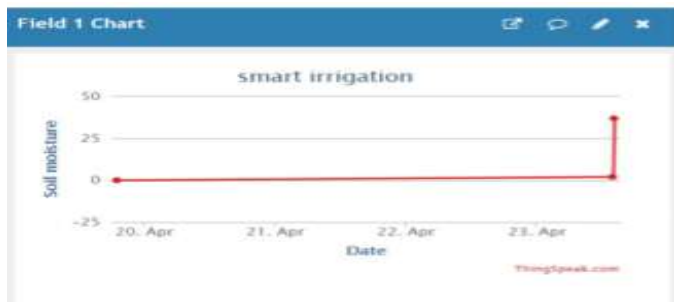 Field 1 Chart
smart irrigation
Soil moisture
50
25
0
-25
20. Apr 21. Apr 22. Apr 23. Apr
Date
ThingSpeak.com